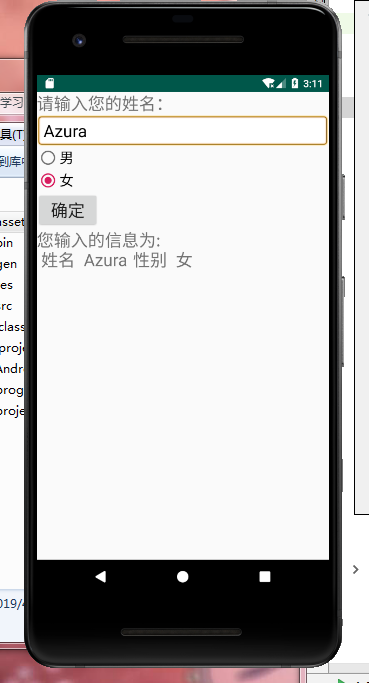 3:11
请输入您的姓名：
Azura
男
女
确定
您输入的信息为:
姓名 Azura 性别 女
学习
具(T)
到库中
asset
bin
gen
es
src
class
proje
Andr
prog
proje
019/4